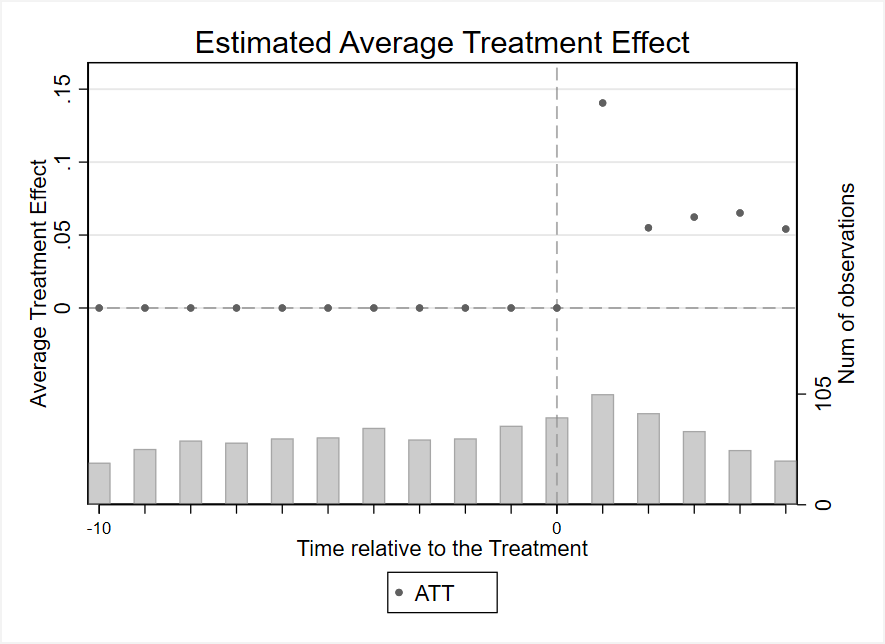 Estimated Average Treatment Effect
.15
.1
.05
0
Average Treatment Effect
105
0
Num of observations
-10
0
Time relative to the Treatment
ATT